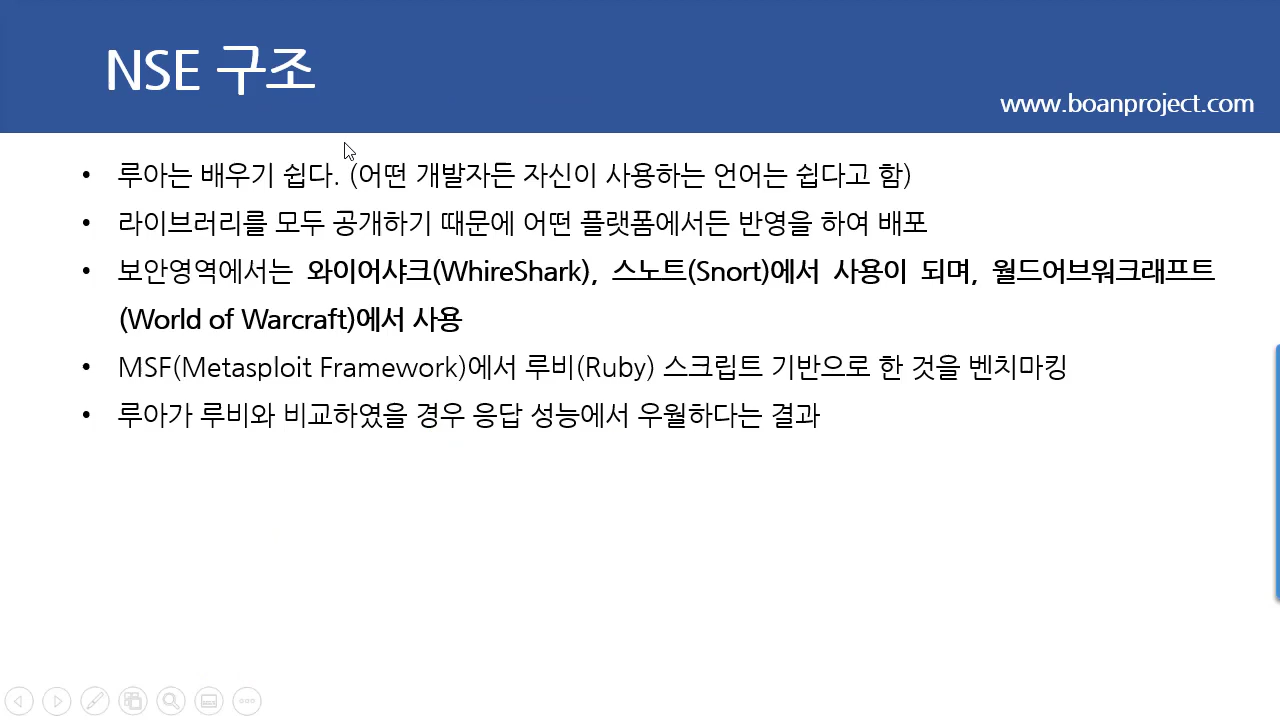 NSE 구조
www.boanproject.com
• 루아는 배우기 쉽다. (어떤 개발자든 자신이 사용하는 언어는 쉽다고 함)
• 라이브러리를 모두 공개하기 때문에 어떤 플랫폼에서든 반영을 하여 배포
• 보안영역에서는 와이어샤크(WhireShark), 스노트(Snort)에서 사용이 되며, 월드어브워크래프트
(World of Warcraft)에서 사용
• MSF(Metasploit Framework)에서 루비(Ruby) 스크립트 기반으로 한 것을 벤치마킹
• 루아가 루비와 비교하였을 경우 응답 성능에서 우월하다는 결과